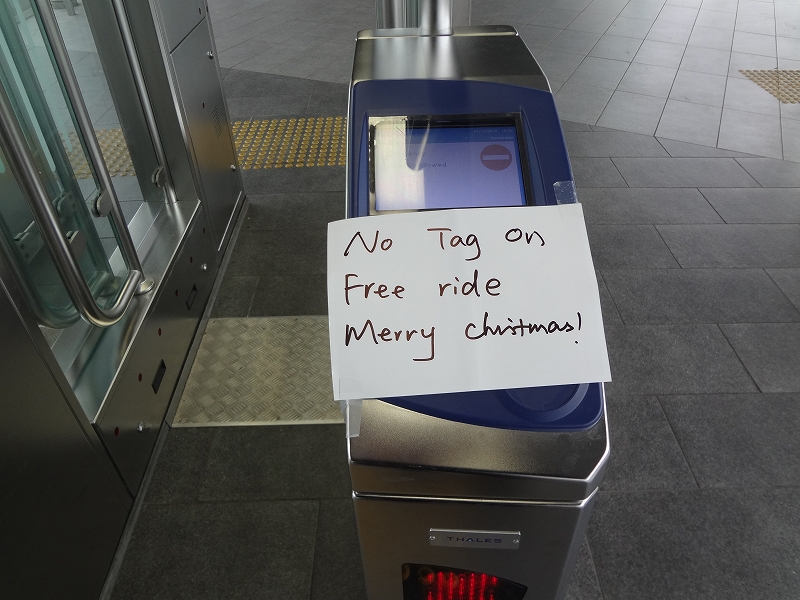 No Tag on
Free ride
Merry christmas!
THALES